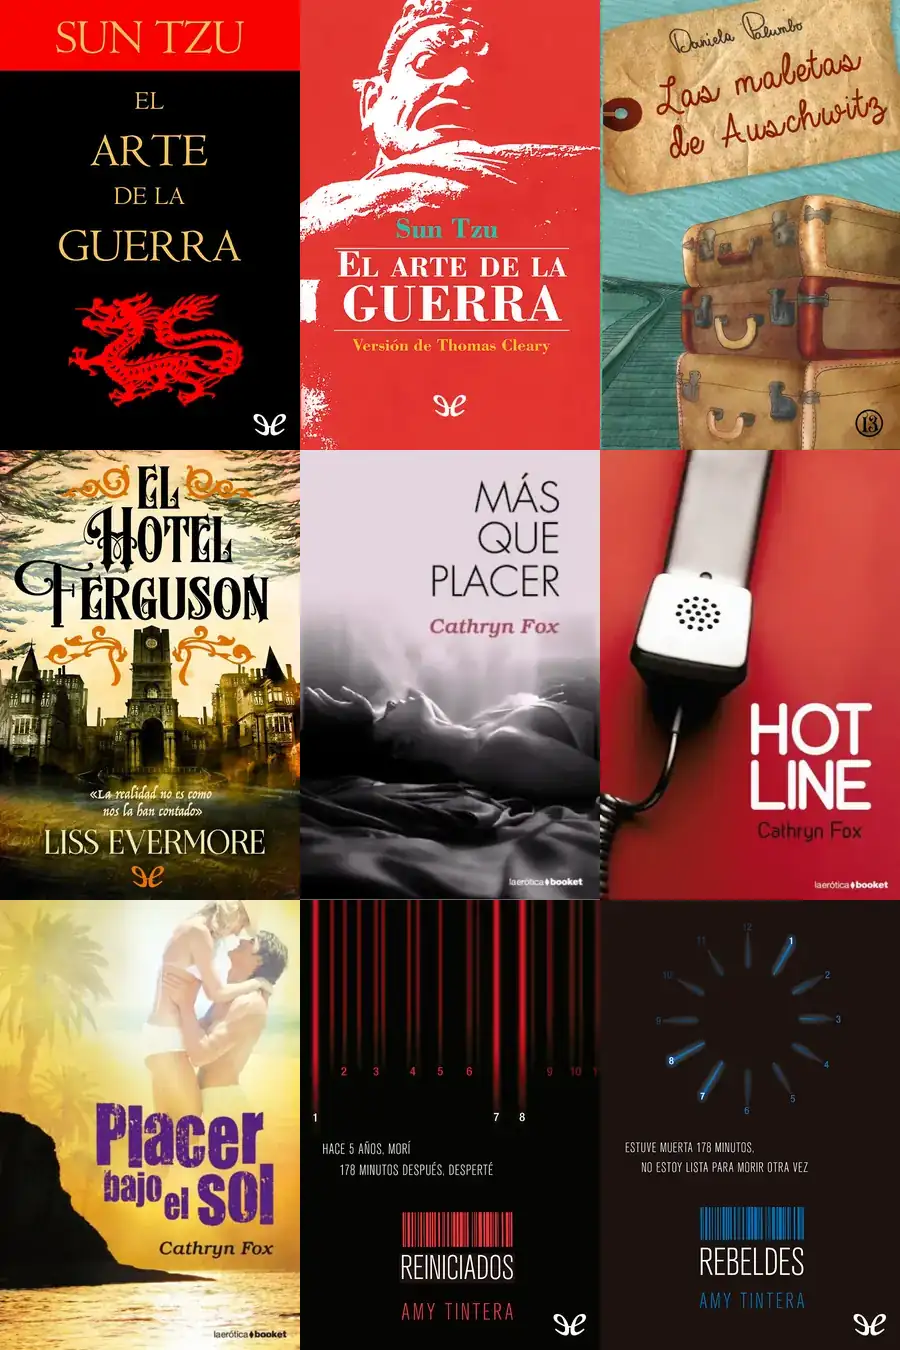 SUN TZU
EL
ARTE
DE LA
GUERRA
Sun Tzu
EL ARTE DE LA
GUERRA
Versión de Thomas Cleary
Daniela Palumbo
Las maletas
de Auschwitz
13
EL
HOTEL
FERGUSON
«La realidad no es como
nos la han contado»
LISS EVERMORE
MÁS
QUE
PLACER
Cathryn Fox
laerótica booket
HOT
LINE
Cathryn Fox
laerótica booket
Placer
bajo
el sol
Cathryn Fox
laerótica booket
2 3 4 5 6 9 10 1
1 7 8
HACE 5 AÑOS, MORÍ
178 MINUTOS DESPUÉS, DESPERTÉ
REINICIADOS
AMY TINTERA
12
11 1
10 2
9 3
8 4
7 5
6
ESTUVE MUERTA 178 MINUTOS,
NO ESTOY LISTA PARA MORIR OTRA VEZ
REBELDES
AMY TINTERA